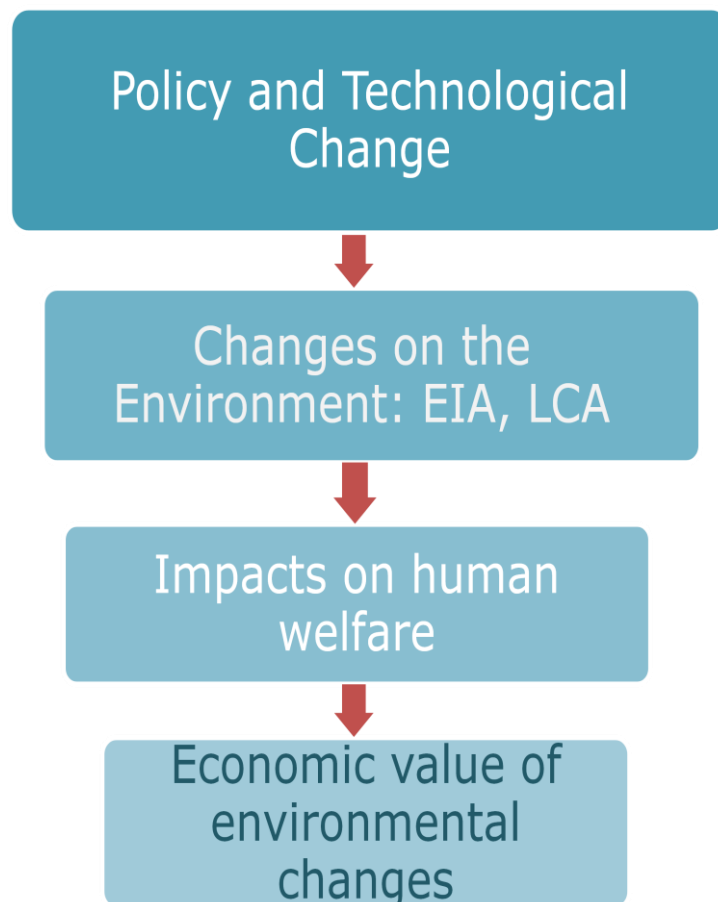 Policy and Technological
Change
Changes on the
Environment: EIA, LCA
Impacts on human
welfare
Economic value of
environmental
changes